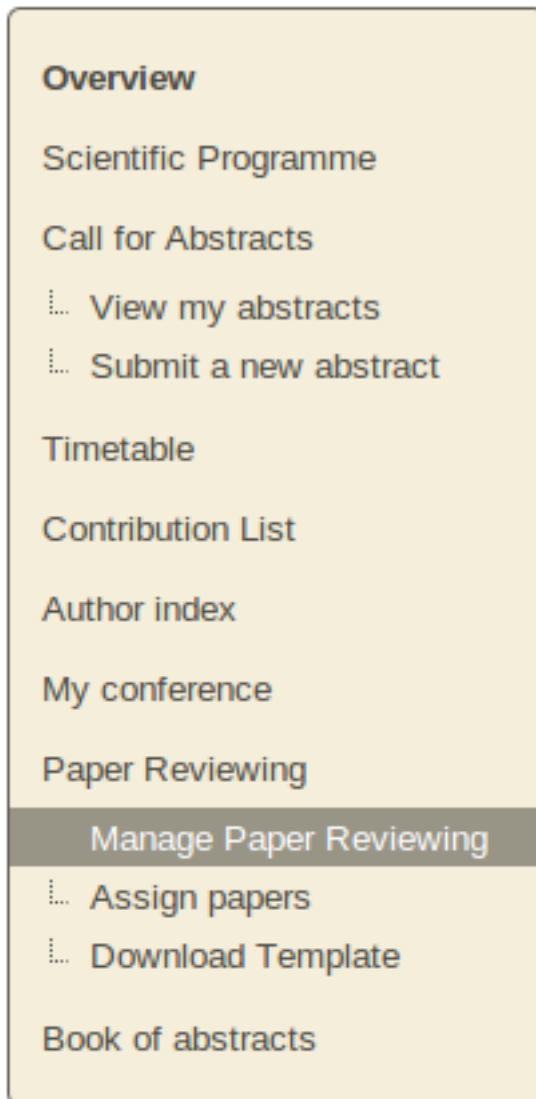 Overview
Scientific Programme
Call for Abstracts
View my abstracts
Submit a new abstract
Timetable
Contribution List
Author index
My conference
Paper Reviewing
Manage Paper Reviewing
Assign papers
Download Template
Book of abstracts